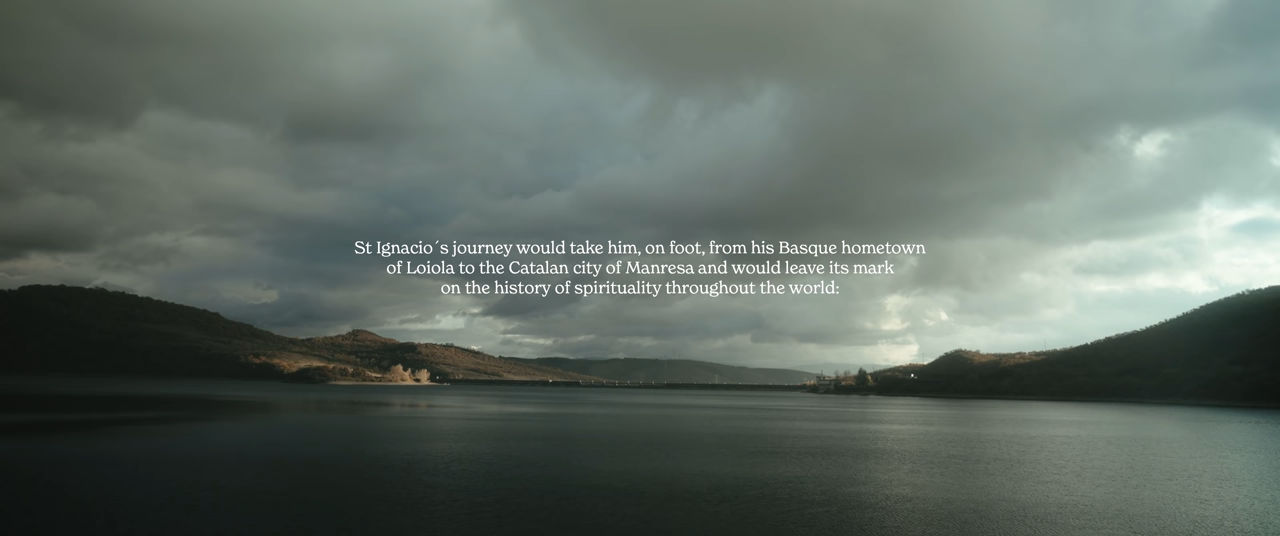 St Ignacio´s journey would take him, on foot, from his Basque hometown
of Loiola to the Catalan city of Manresa and would leave its mark
on the history of spirituality throughout the world: